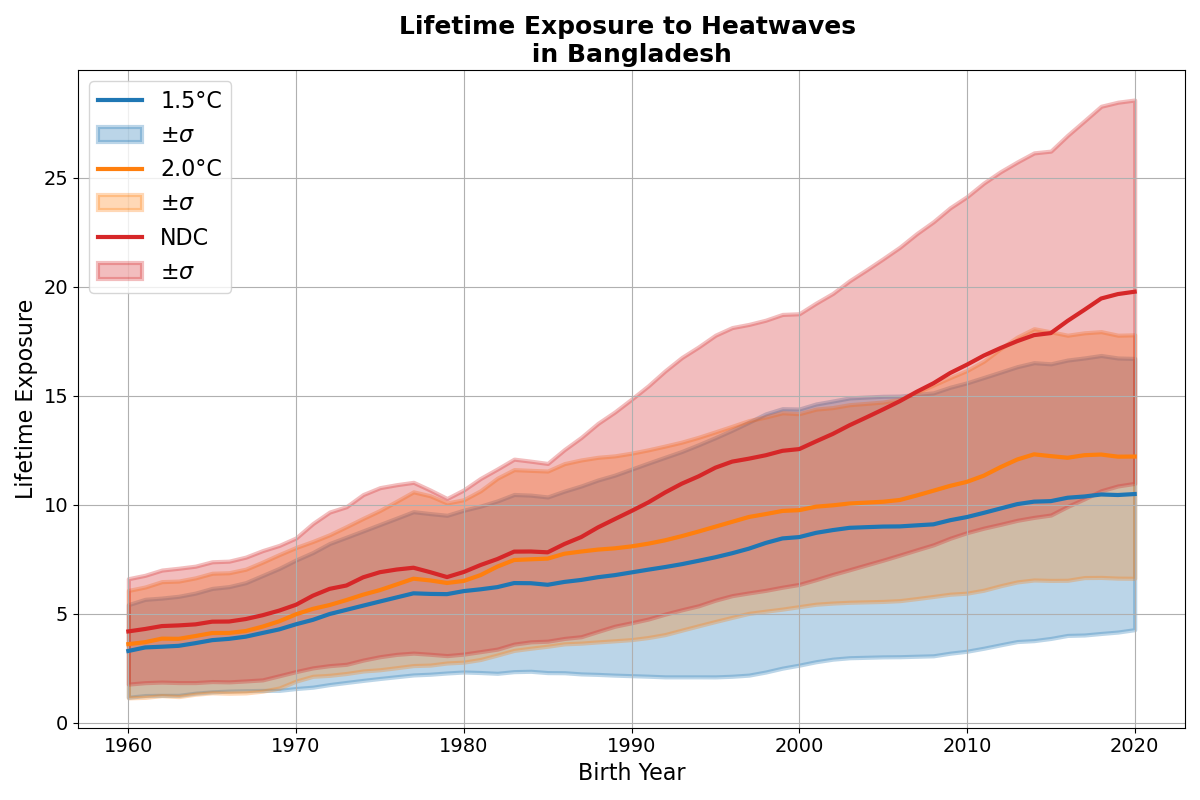 Lifetime Exposure to Heatwaves
in Bangladesh
1.5°C
±σ
2.0°C
±σ
NDC
±σ
Lifetime Exposure
25
20
15
10
5
0
1960 1970 1980 1990 2000 2010 2020
Birth Year